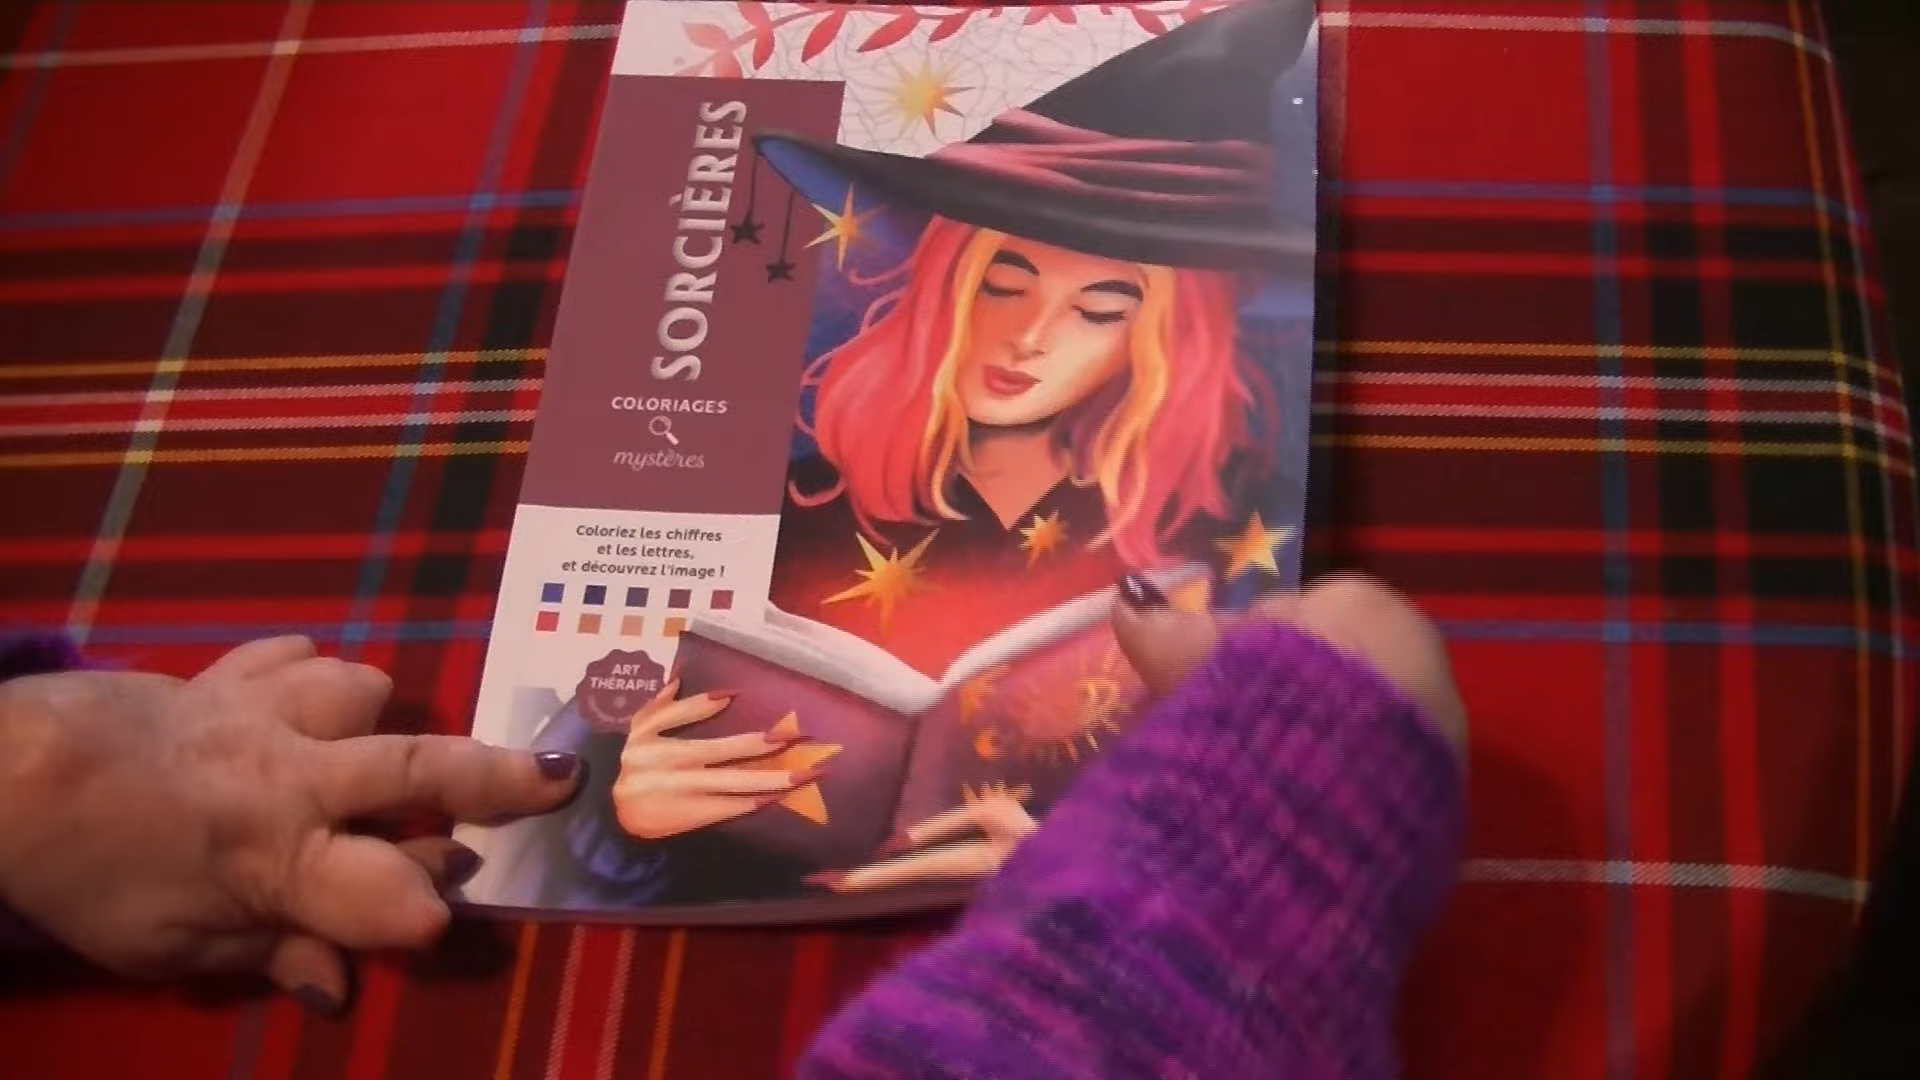 SORCIÈRES
COLORIAGES
mystères
Coloriez les chiffres
et les lettres,
et découvrez l'image !
ART
THÉRAPIE